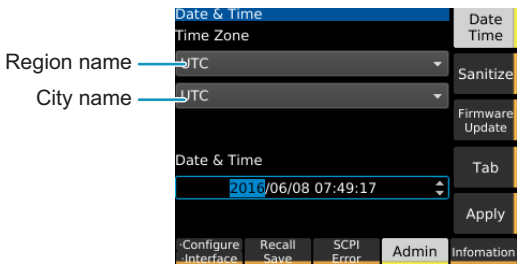 Date & Time
Time Zone
Region name
UTC
City name
UTC
Date & Time
2016/06/08 07:49:17
Date
Time
Sanitize
Firmware
Update
Tab
Apply
·Configure
·Interface
Recall
Save
SCPI
Error
Admin
Infomation